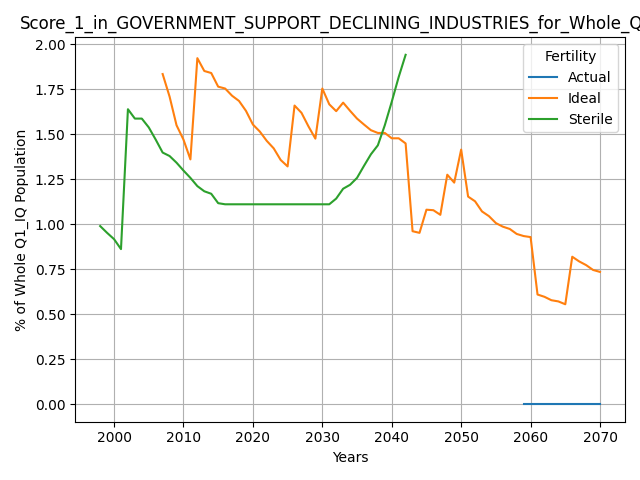 Score_1_in_GOVERNMENT_SUPPORT_DECLINING_INDUSTRIES_for_Whole_Q
Fertility
Actual
Ideal
Sterile
% of Whole Q1_IQ Population
2.00
1.75
1.50
1.25
1.00
0.75
0.50
0.25
0.00
2000 2010 2020 2030 2040 2050 2060 2070
Years